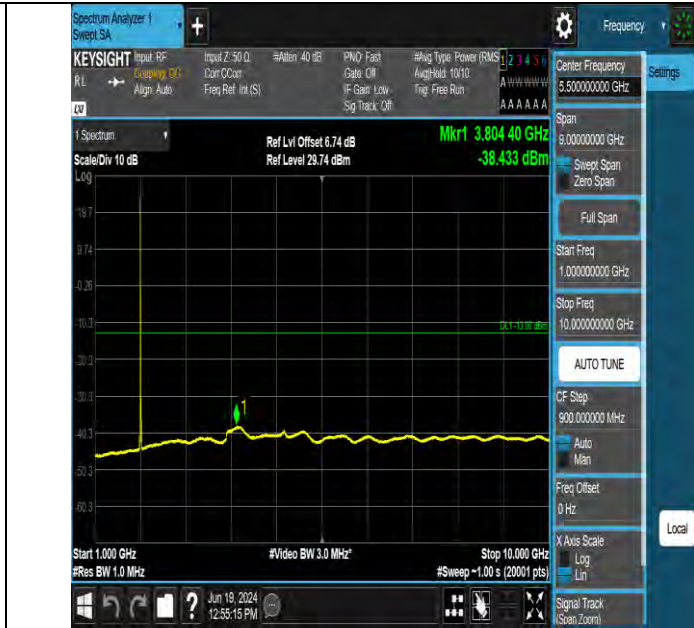 Spectrum Analyzer 1
Swept SA
+
Frequency
KEYSIGHT Input: RF
RL Coupling: DC
Align: Auto
LXI
Input Z: 50 Ω
Corr CCorr
Freq Ref: Int (S)
#Atten: 40 dB
PNO: Fast
Gate: Off
IF Gain: Low
Sig Track: Off
#Avg Type: Power (RMS
Avg|Hold: 10/10
Trig: Free Run
1 2 3 4 5 6
A W W W W W
A A A A A A
1 Spectrum
Scale/Div 10 dB
Log
Ref Lvl Offset 6.74 dB
Ref Level 29.74 dBm
Mkr1 3.804 40 GHz
-38.433 dBm
19.7
9.74
-0.26
-10.3
-20.3
-30.3
-40.3
-50.3
-60.3
DL1 -13.00 dBm
1
Start 1.000 GHz
#Res BW 1.0 MHz
#Video BW 3.0 MHz*
Stop 10.000 GHz
#Sweep ~1.00 s (20001 pts)
Center Frequency
5.500000000 GHz
Settings
Span
9.00000000 GHz
Swept Span
Zero Span
Full Span
Start Freq
1.000000000 GHz
Stop Freq
10.000000000 GHz
AUTO TUNE
CF Step
900.000000 MHz
Auto
Man
Freq Offset
0 Hz
X Axis Scale
Log
Lin
Local
Signal Track
(Span Zoom)
?
Jun 19, 2024
12:55:15 PM